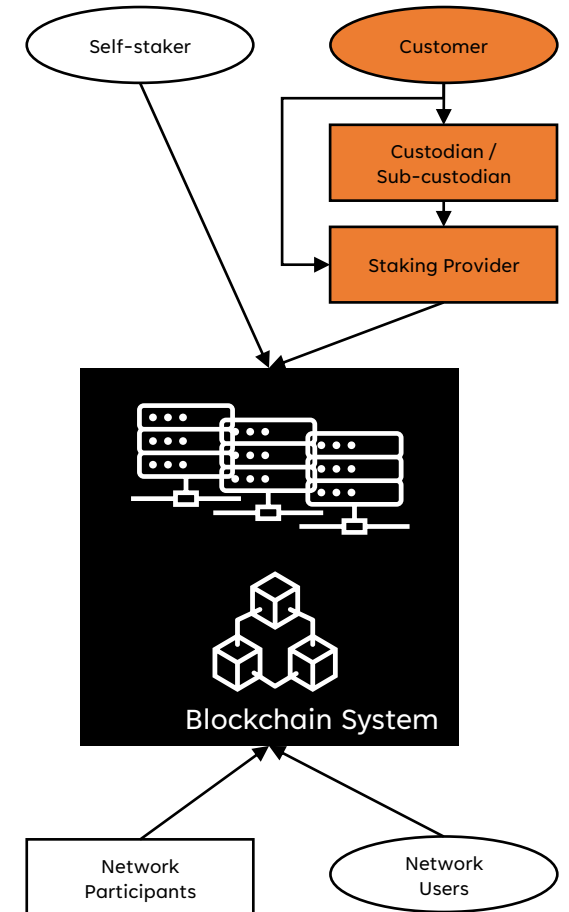 Self-staker
Customer
Custodian /
Sub-custodian
Staking Provider
Blockchain System
Network
Participants
Network
Users